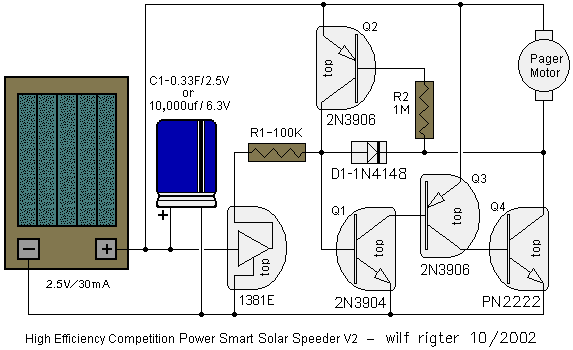 Q2
C1-0.33F/2.5V
or
10,000uf/6.3V
top
Pager
Motor
R2
1M
2N3906
R1-100K
D1-1N4148
Q3
Q1
Q4
+
top
−
+
top
top
top
2N3906
2.5V/30mA
1381E
2N3904
PN2222
High Efficiency Competition Power Smart Solar Speeder V2 – wilf rigter 10/2002